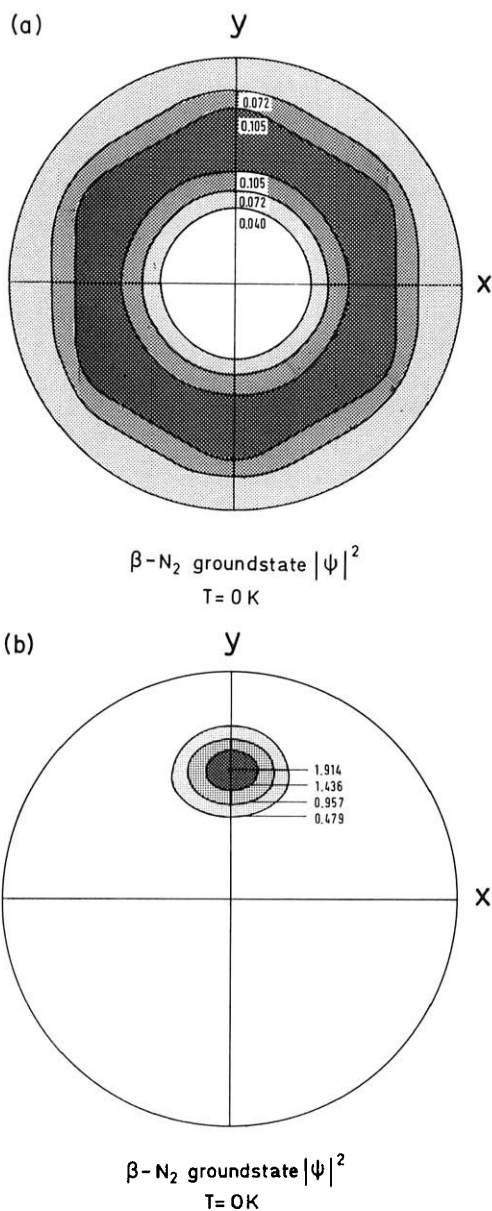 (a)
y
0.072
0.105
0.105
0.072
0.040
x
β-N₂ groundstate |ψ|²
T= 0 K
(b)
y
1.914
1.436
0.957
0.479
x
β-N₂ groundstate |ψ|²
T= 0K